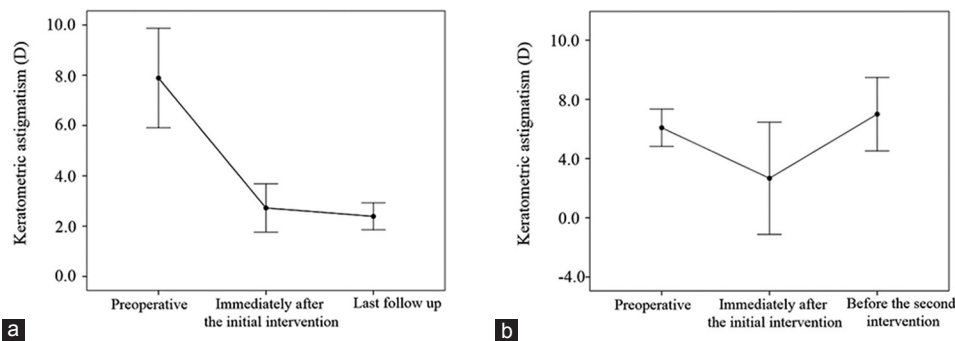 Keratometric astigmatism (D)
10.0
8.0
6.0
4.0
2.0
0.0
Preoperative
Immediately after
the initial intervention
Last follow up
a
Keratometric astigmatism (D)
10.0
8.0
4.0
0.0
-4.0
Preoperative
Immediately after
the initial intervention
Before the second
intervention
b